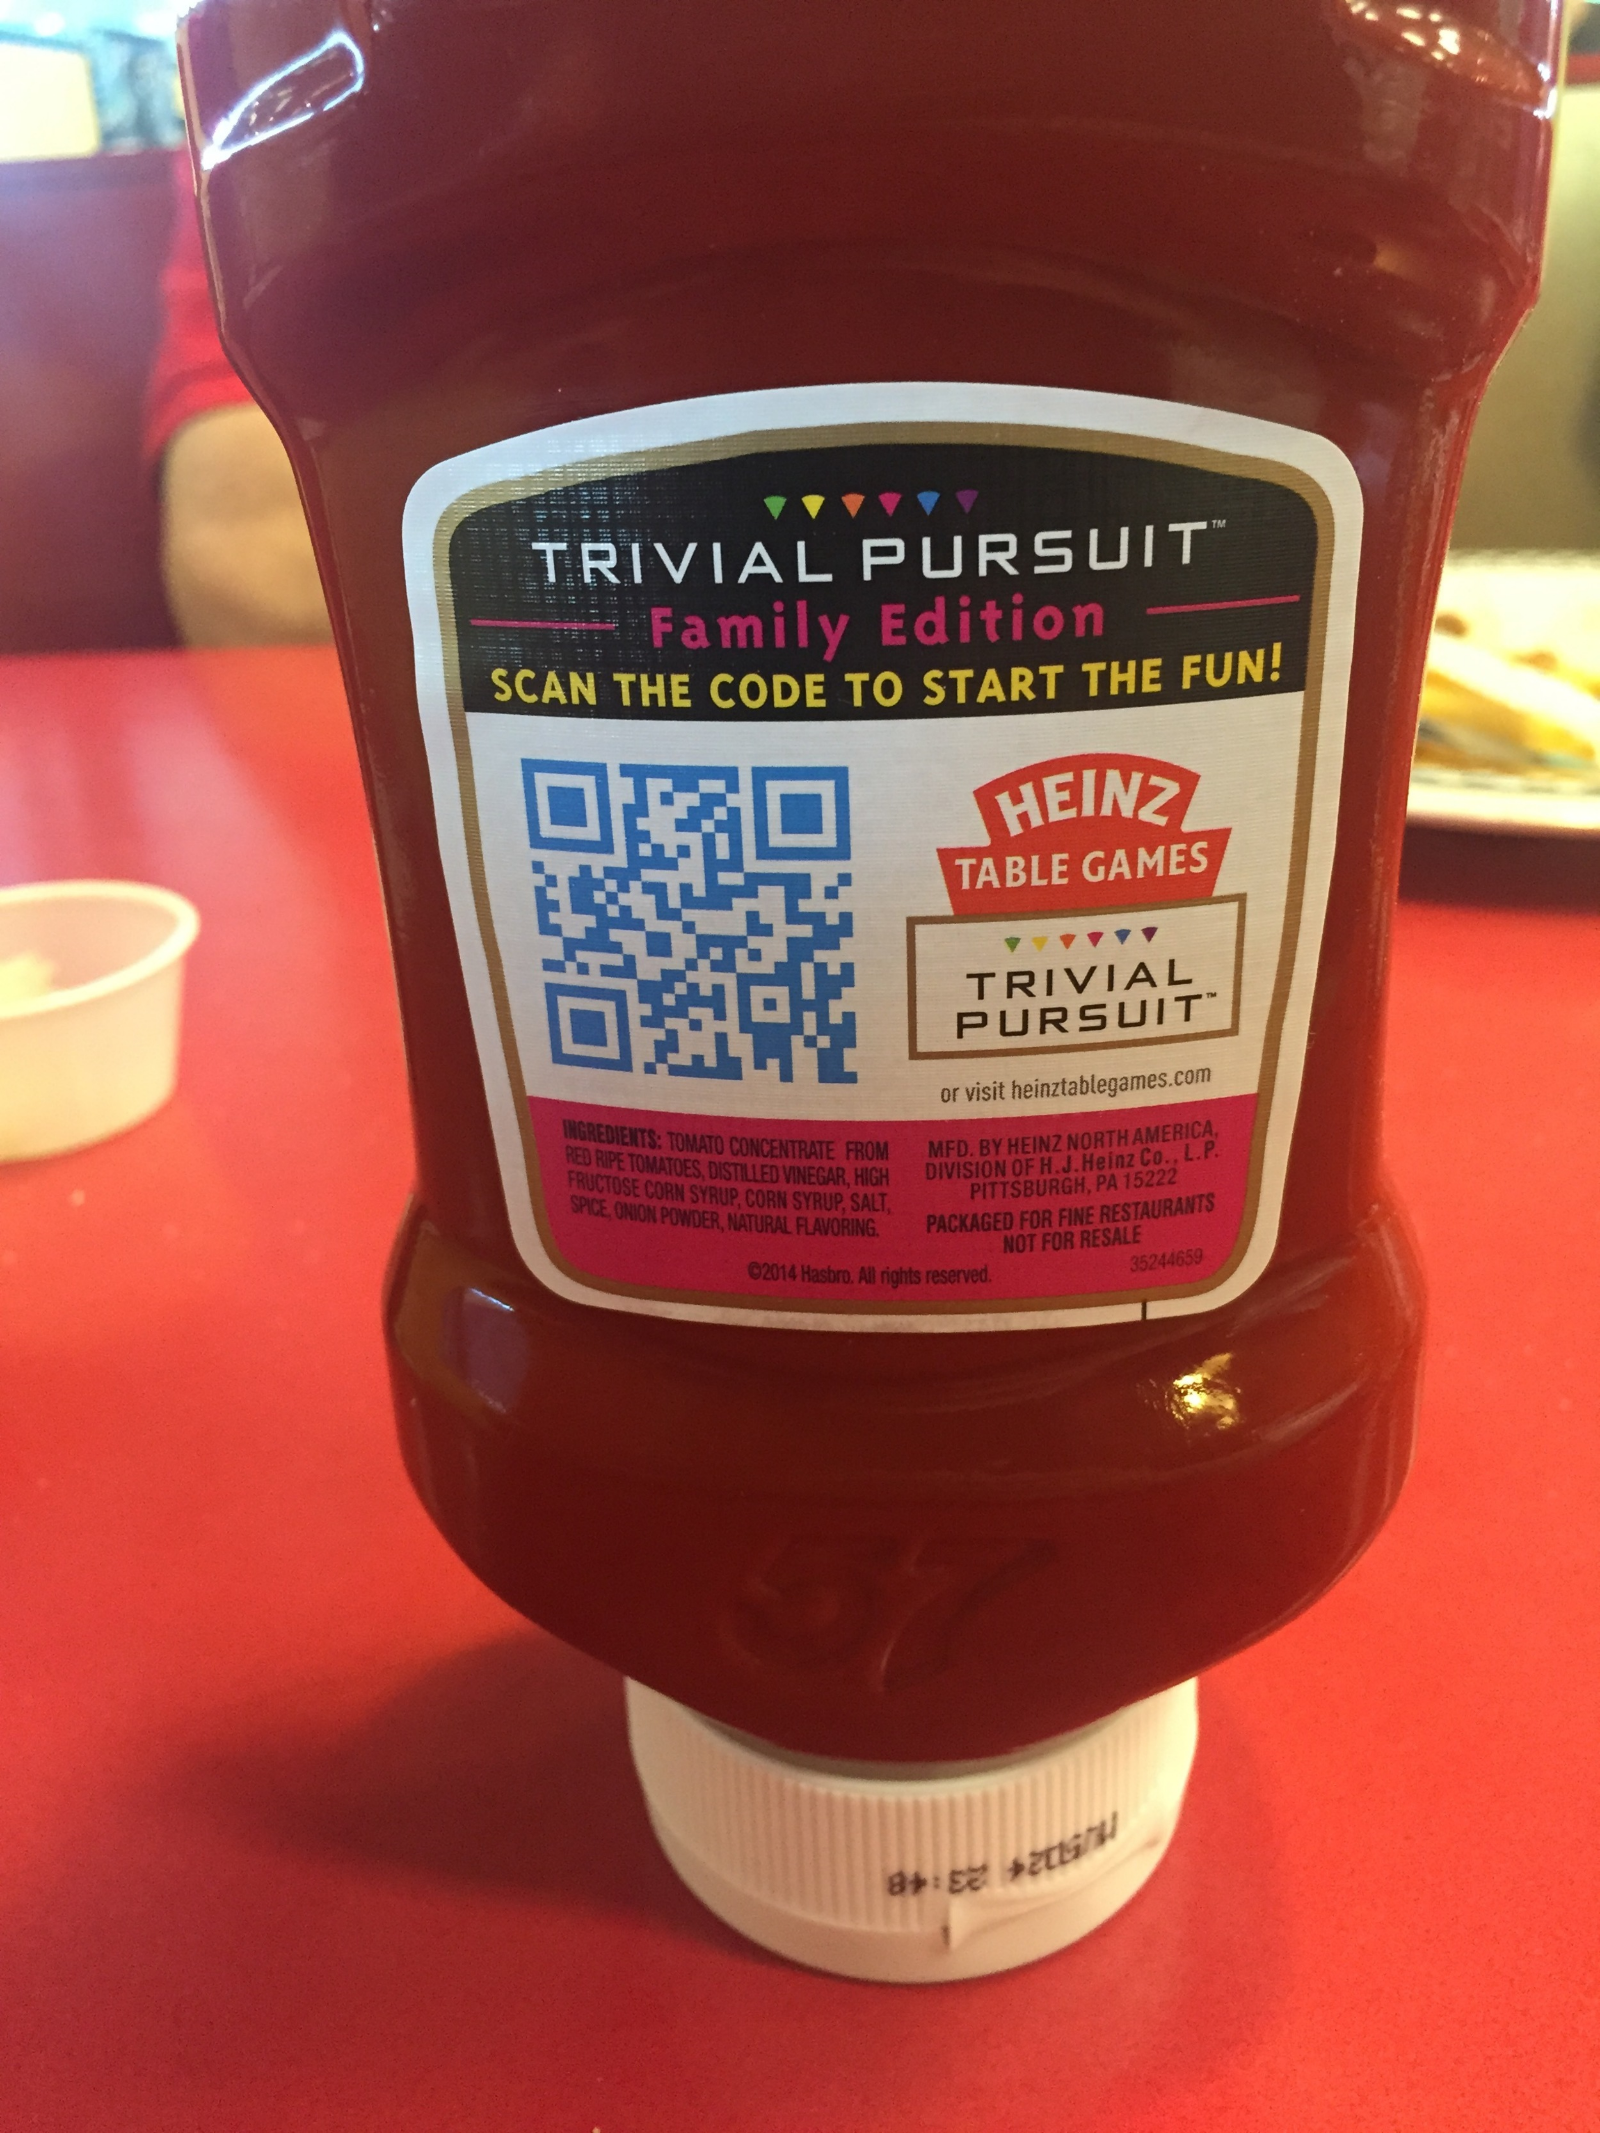 TRIVIAL PURSUIT™
Family Edition
SCAN THE CODE TO START THE FUN!
HEINZ
TABLE GAMES
TRIVIAL
PURSUIT™
or visit heinztablegames.com
INGREDIENTS: TOMATO CONCENTRATE FROM
RED RIPE TOMATOES, DISTILLED VINEGAR, HIGH
FRUCTOSE CORN SYRUP, CORN SYRUP, SALT,
SPICE, ONION POWDER, NATURAL FLAVORING.
MFD. BY HEINZ NORTH AMERICA,
DIVISION OF H.J.Heinz Co., L.P.
PITTSBURGH, PA 15222
PACKAGED FOR FINE RESTAURANTS
NOT FOR RESALE
35244659
©2014 Hasbro. All rights reserved.
57
23:48